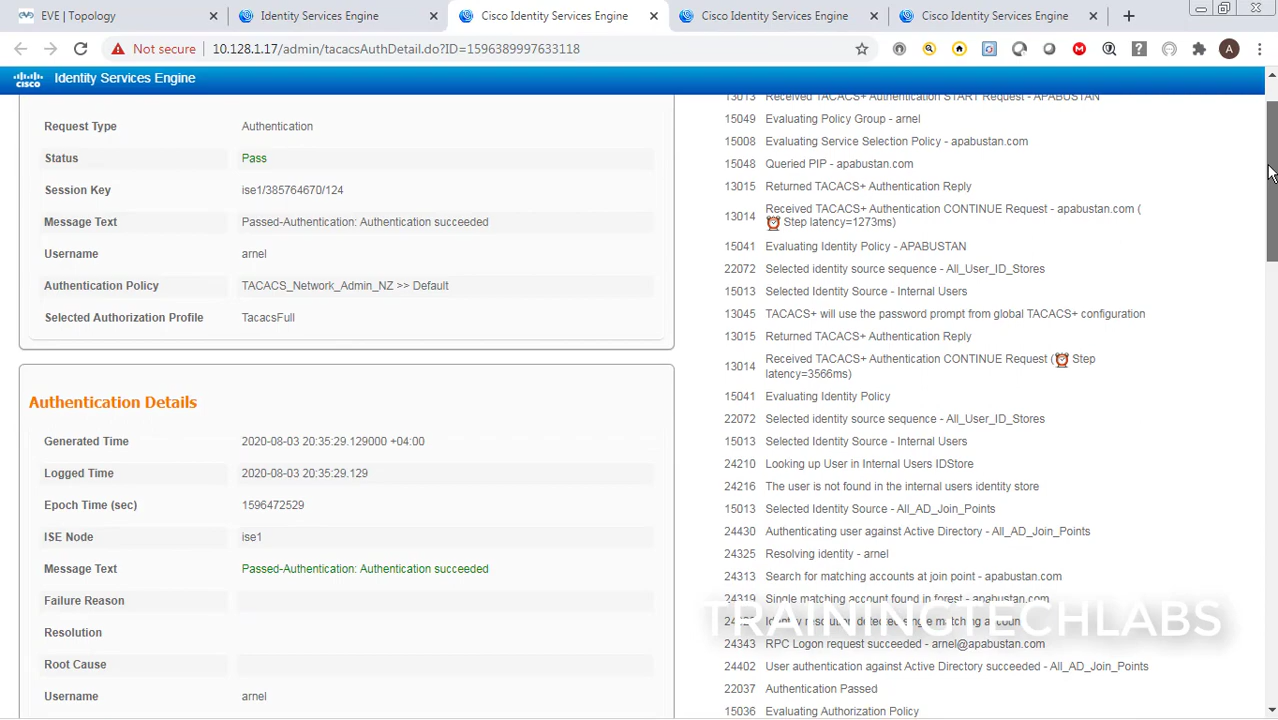 EVE | Topology
Identity Services Engine
Cisco Identity Services Engine
Cisco Identity Services Engine
Cisco Identity Services Engine
Not secure
10.128.1.17/admin/tacacsAuthDetail.do?ID=1596389997633118
A
cisco
Identity Services Engine
Request Type Authentication
Status Pass
Session Key ise1/385764670/124
Message Text Passed-Authentication: Authentication succeeded
Username arnel
Authentication Policy TACACS_Network_Admin_NZ >> Default
Selected Authorization Profile TacacsFull
Authentication Details
Generated Time 2020-08-03 20:35:29.129000 +04:00
Logged Time 2020-08-03 20:35:29.129
Epoch Time (sec) 1596472529
ISE Node ise1
Message Text Passed-Authentication: Authentication succeeded
Failure Reason
Resolution
Root Cause
Username arnel
13013 Received TACACS+ Authentication START Request - APABUSTAN
15049 Evaluating Policy Group - arnel
15008 Evaluating Service Selection Policy - apabustan.com
15048 Queried PIP - apabustan.com
13015 Returned TACACS+ Authentication Reply
13014 Received TACACS+ Authentication CONTINUE Request - apabustan.com (
Step latency=1273ms)
15041 Evaluating Identity Policy - APABUSTAN
22072 Selected identity source sequence - All_User_ID_Stores
15013 Selected Identity Source - Internal Users
13045 TACACS+ will use the password prompt from global TACACS+ configuration
13015 Returned TACACS+ Authentication Reply
13014 Received TACACS+ Authentication CONTINUE Request ( Step
latency=3566ms)
15041 Evaluating Identity Policy
22072 Selected identity source sequence - All_User_ID_Stores
15013 Selected Identity Source - Internal Users
24210 Looking up User in Internal Users IDStore
24216 The user is not found in the internal users identity store
15013 Selected Identity Source - All_AD_Join_Points
24430 Authenticating user against Active Directory - All_AD_Join_Points
24325 Resolving identity - arnel
24313 Search for matching accounts at join point - apabustan.com
24319 Single matching account found in forest - apabustan.com
Identity resolution detected single matching account
24343 RPC Logon request succeeded - arnel@apabustan.com
24402 User authentication against Active Directory succeeded - All_AD_Join_Points
22037 Authentication Passed
15036 Evaluating Authorization Policy
TRAININGTECHLABS